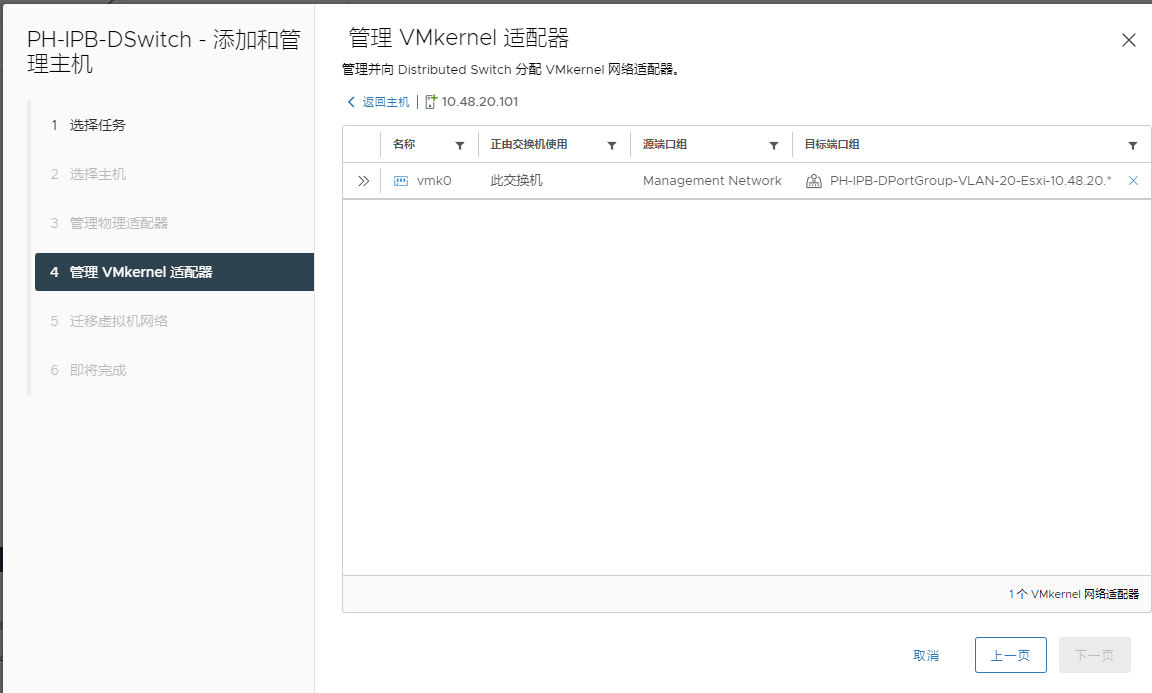 PH-IPB-DSwitch - 添加和管
理主机
1 选择任务
2 选择主机
3 管理物理适配器
4 管理 VMkernel 适配器
5 迁移虚拟机网络
6 即将完成
管理 VMkernel 适配器
管理并向 Distributed Switch 分配 VMkernel 网络适配器。
返回主机 | 10.48.20.101
名称 正由交换机使用 源端口组 目标端口组
vmk0 此交换机 Management Network PH-IPB-DPortGroup-VLAN-20-Esxi-10.48.20.*
1 个 VMkernel 网络适配器
取消 上一页 下一页